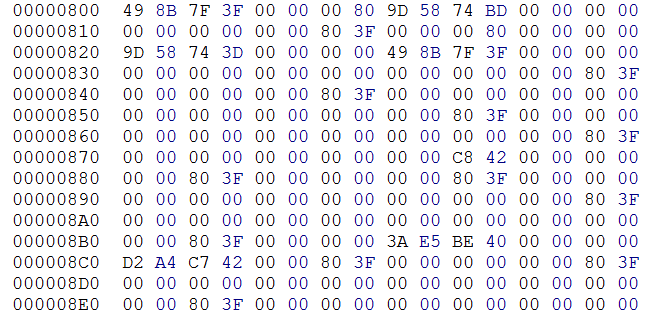 00000800 49 8B 7F 3F 00 00 00 80 9D 58 74 BD 00 00 00 00
00000810 00 00 00 00 00 00 80 3F 00 00 00 80 00 00 00 00
00000820 9D 58 74 3D 00 00 00 00 49 8B 7F 3F 00 00 00 00
00000830 00 00 00 00 00 00 00 00 00 00 00 00 00 00 80 3F
00000840 00 00 00 00 00 00 80 3F 00 00 00 00 00 00 00 00
00000850 00 00 00 00 00 00 00 00 00 00 80 3F 00 00 00 00
00000860 00 00 00 00 00 00 00 00 00 00 00 00 00 00 80 3F
00000870 00 00 00 00 00 00 00 00 00 00 C8 42 00 00 00 00
00000880 00 00 80 3F 00 00 00 00 00 00 80 3F 00 00 00 00
00000890 00 00 00 00 00 00 00 00 00 00 00 00 00 00 80 3F
000008A0 00 00 00 00 00 00 00 00 00 00 00 00 00 00 00 00
000008B0 00 00 80 3F 00 00 00 00 3A E5 BE 40 00 00 00 00
000008C0 D2 A4 C7 42 00 00 80 3F 00 00 00 00 00 00 80 3F
000008D0 00 00 00 00 00 00 00 00 00 00 00 00 00 00 00 00
000008E0 00 00 80 3F 00 00 00 00 00 00 00 00 00 00 00 00